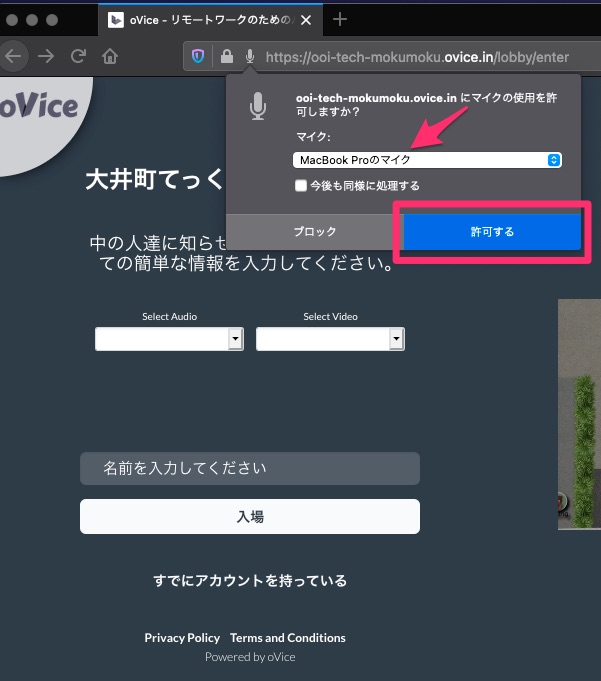 oVice - リモートワークのための
https://ooi-tech-mokumoku.ovice.in/lobby/enter
oVice
ooi-tech-mokumoku.ovice.in にマイクの使用を許
可しますか？
マイク:
MacBook Proのマイク
今後も同様に処理する
ブロック
許可する
大井町てっく
中の人達に知らせ
ての簡単な情報を入力してください。
Select Audio
Select Video
名前を入力してください
入場
すでにアカウントを持っている
Privacy Policy Terms and Conditions
Powered by oVice